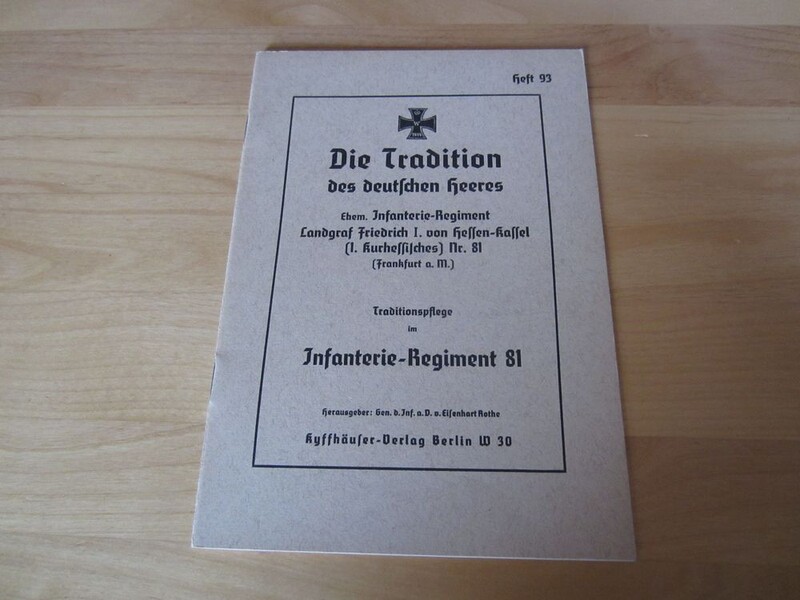 Heft 93
W
Die Tradition
des deutſchen Heeres
Ehem. Infanterie-Regiment
Landgraf Friedrich I. von Heſſen-Kaſſel
(I. Kurheſſiſches) Nr. 81
(Frankfurt a. M.)
Traditionspflege
im
Infanterie-Regiment 81
Herausgeber: Gen. d. Inf. a. D. v. Eiſenhart Rothe
Kyffhäuſer-Verlag Berlin W 30